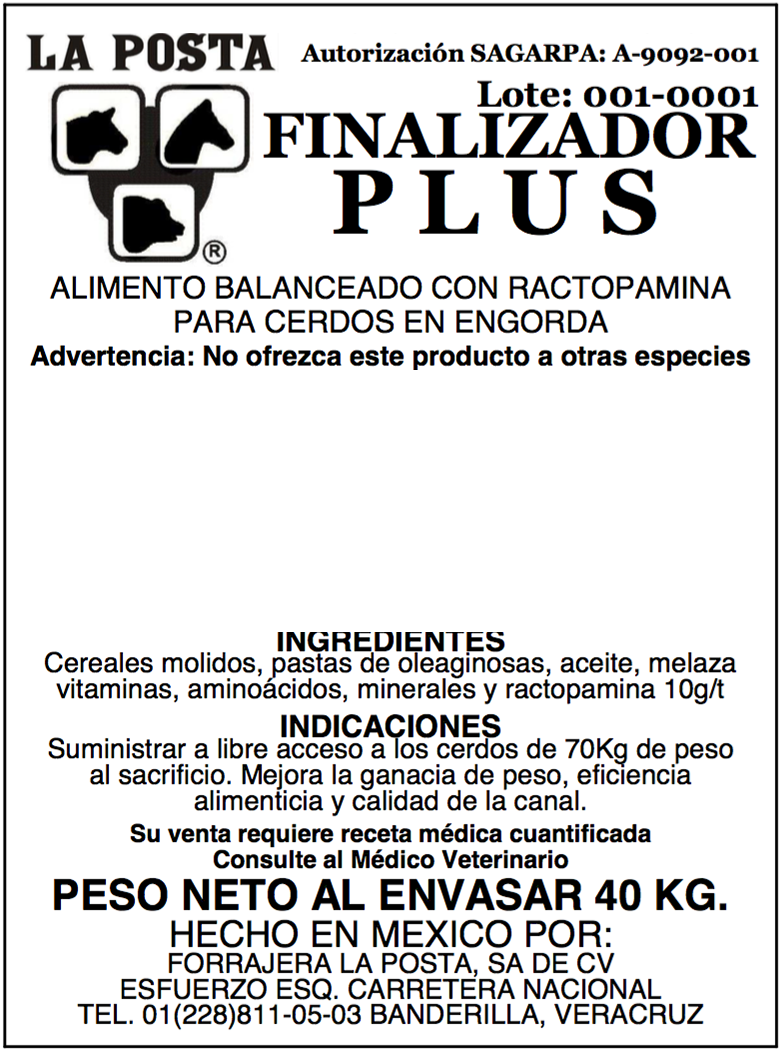 LA POSTA
Autorización SAGARPA: A-9092-001
Lote: 001-0001
FINALIZADOR
PLUS
®
ALIMENTO BALANCEADO CON RACTOPAMINA
PARA CERDOS EN ENGORDA
Advertencia: No ofrezca este producto a otras especies
INGREDIENTES
Cereales molidos, pastas de oleaginosas, aceite, melaza
vitaminas, aminoácidos, minerales y ractopamina 10g/t
INDICACIONES
Suministrar a libre acceso a los cerdos de 70Kg de peso
al sacrificio. Mejora la ganacia de peso, eficiencia
alimenticia y calidad de la canal.
Su venta requiere receta médica cuantificada
Consulte al Médico Veterinario
PESO NETO AL ENVASAR 40 KG.
HECHO EN MEXICO POR:
FORRAJERA LA POSTA, SA DE CV
ESFUERZO ESQ. CARRETERA NACIONAL
TEL. 01(228)811-05-03 BANDERILLA, VERACRUZ